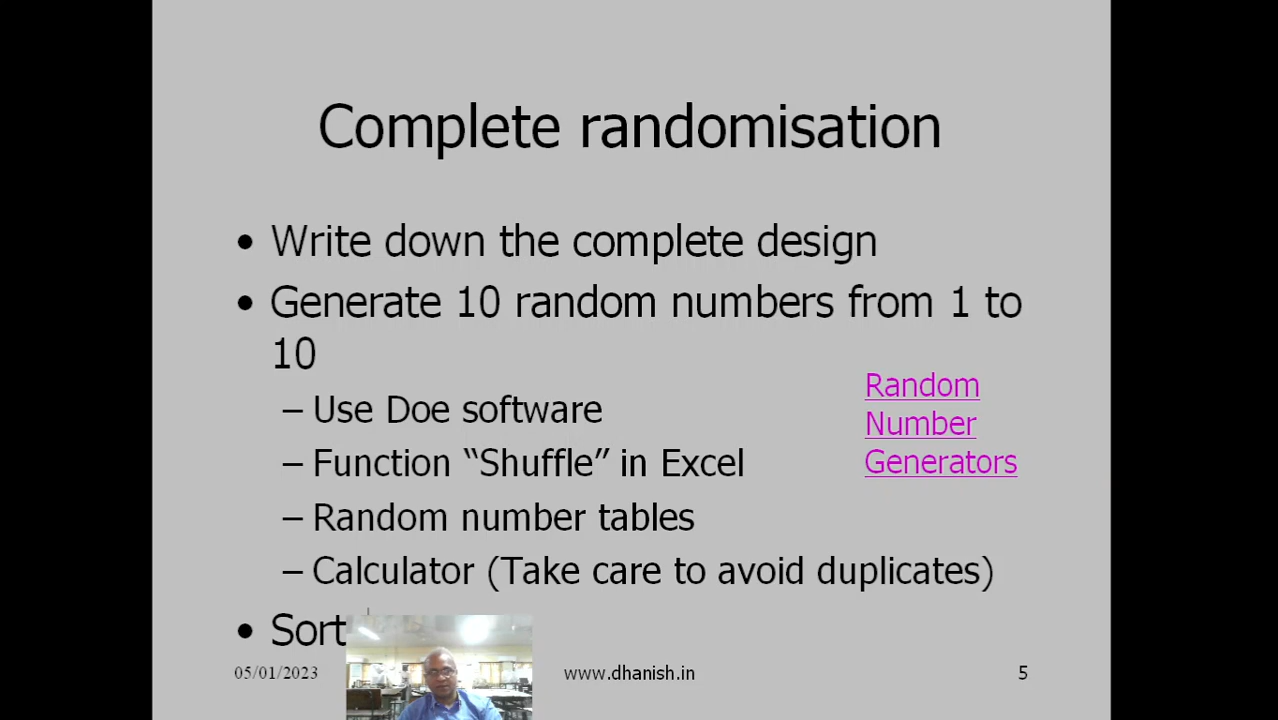 Complete randomisation
• Write down the complete design
• Generate 10 random numbers from 1 to
10
– Use Doe software
– Function “Shuffle” in Excel
– Random number tables
– Calculator (Take care to avoid duplicates)
• Sort
Random
Number
Generators
05/01/2023
www.dhanish.in
5